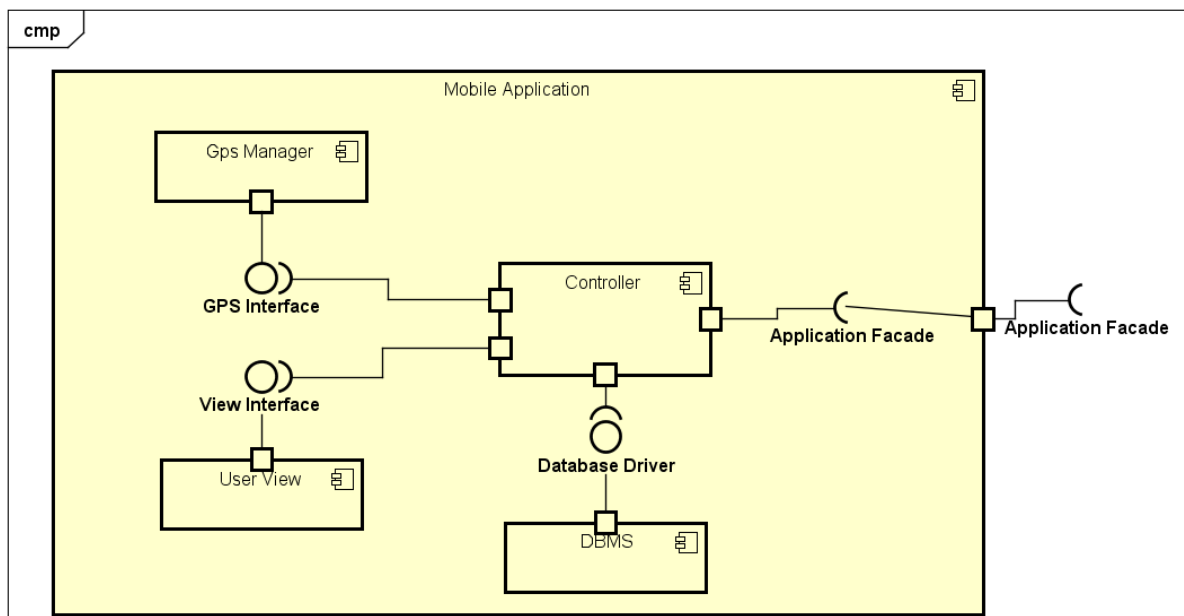 cmp
Mobile Application
Gps Manager
GPS Interface
Controller
Application Facade
Application Facade
View Interface
User View
Database Driver
DBMS